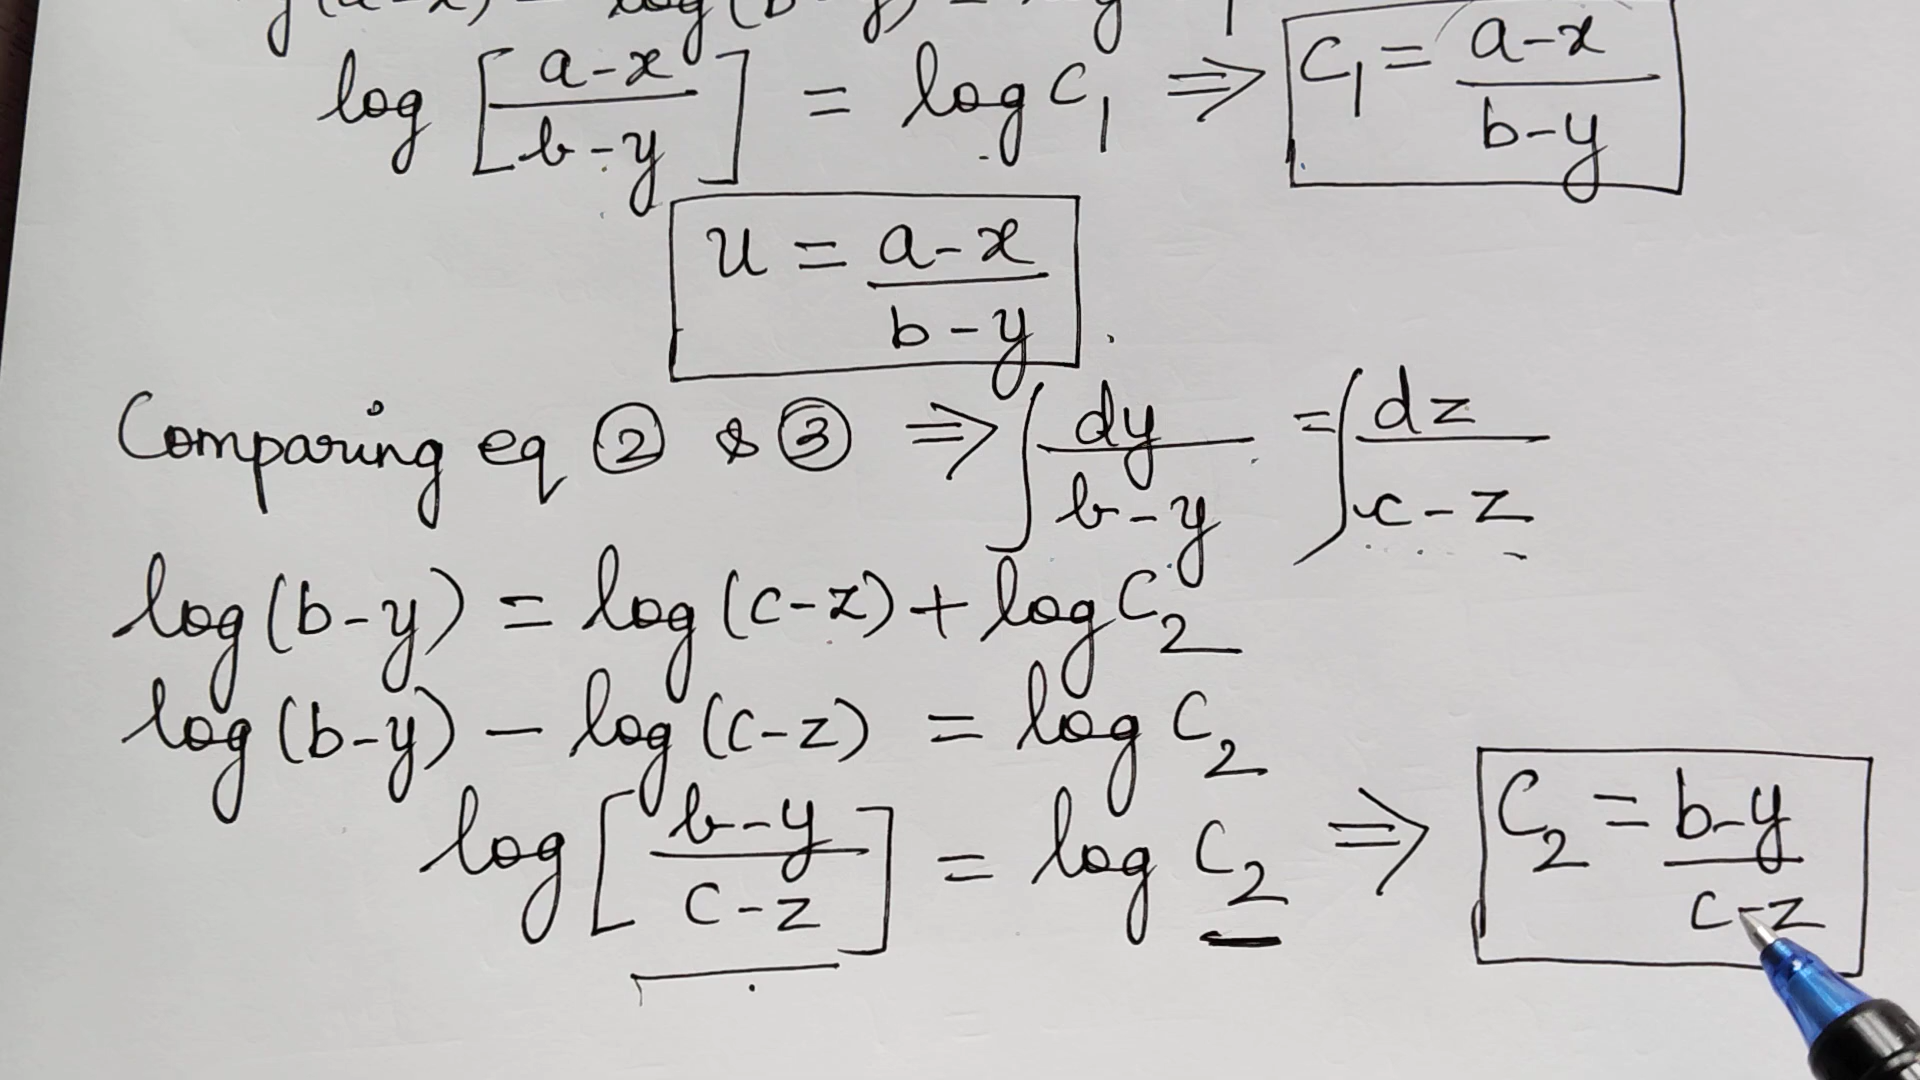 log [a-x / b-y] = log C₁ ⇒ C₁ = a-x / b-y
u = a-x / b-y
Comparing eq ② & ③ ⇒ ∫ dy / b-y = ∫ dz / c-z
log (b-y) = log (c-z) + log C₂
log (b-y) - log (c-z) = log C₂
log [b-y / c-z] = log C₂ ⇒ C₂ = b-y / c-z